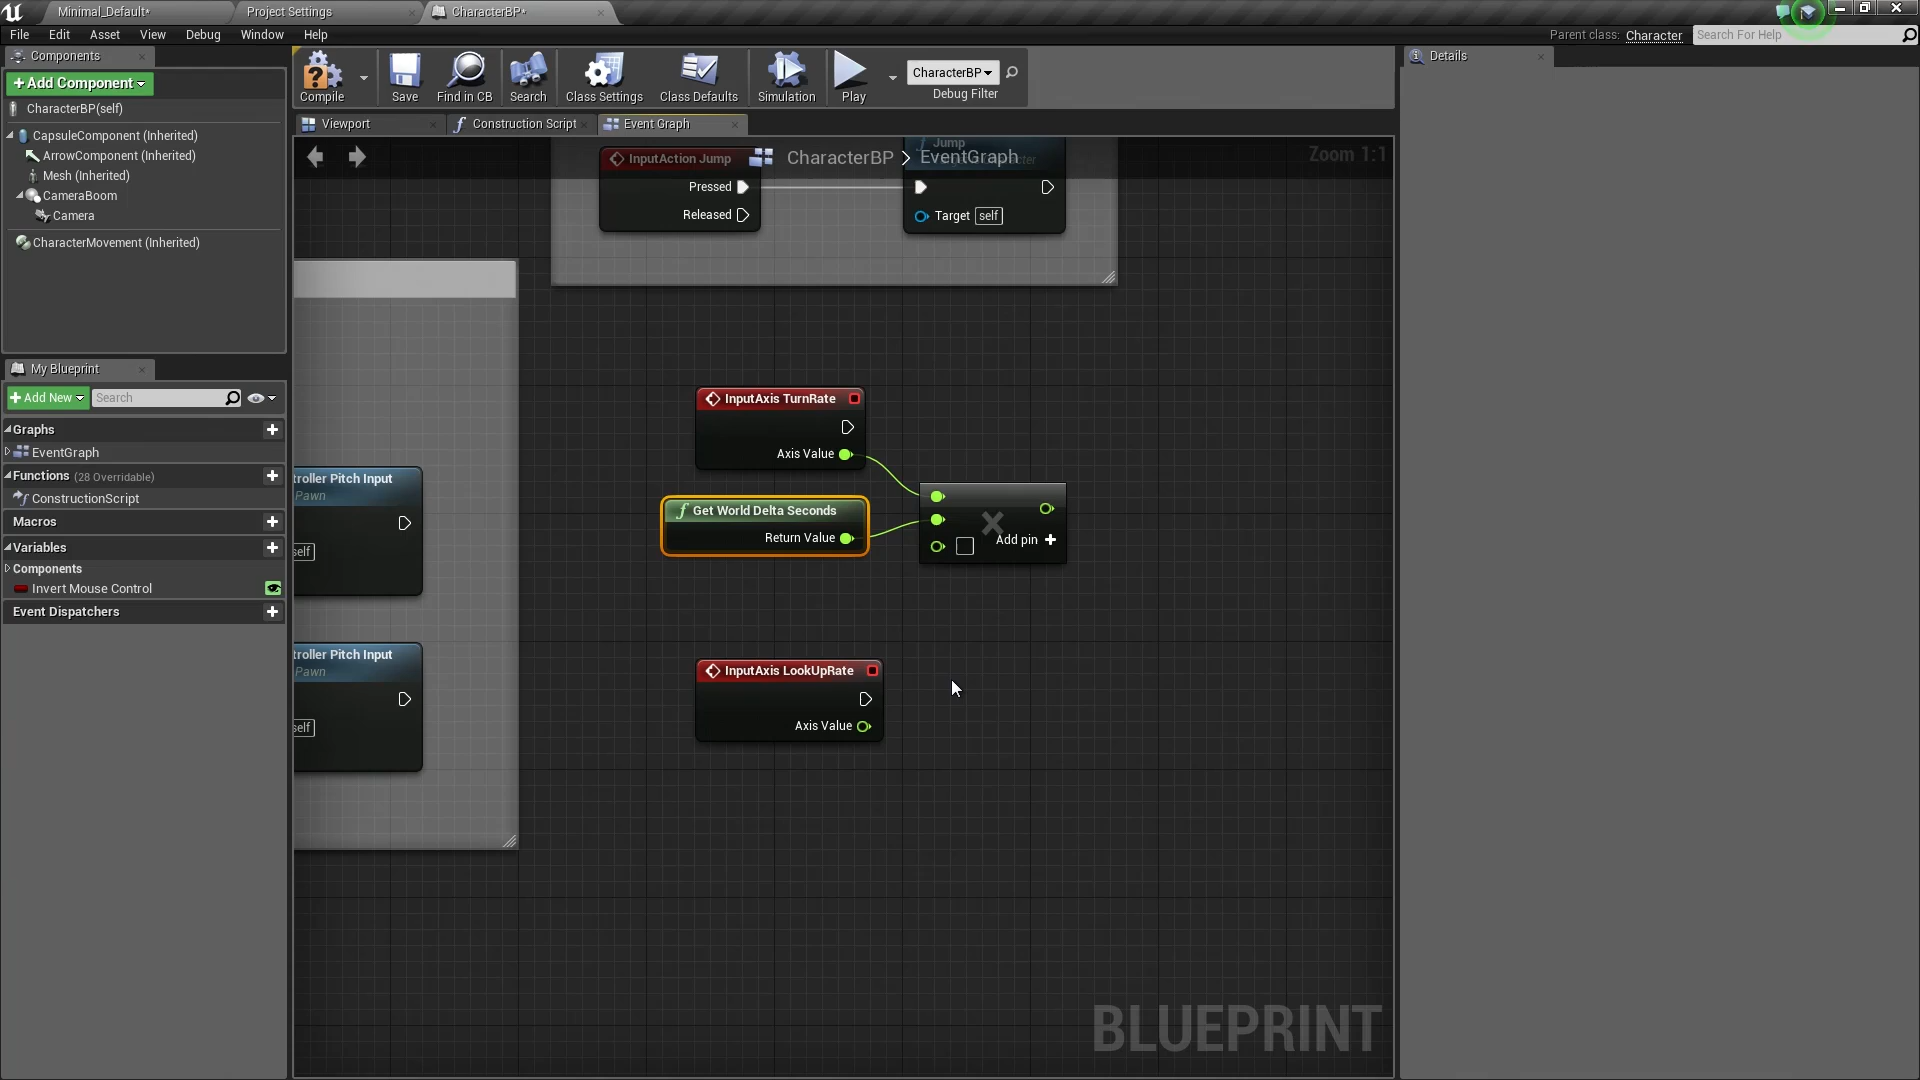 Minimal_Default*
Project Settings
CharacterBP*
File Edit Asset View Debug Window Help
Parent class: Character
Search For Help
Components
+ Add Component
CharacterBP(self)
CapsuleComponent (Inherited)
ArrowComponent (Inherited)
Mesh (Inherited)
CameraBoom
Camera
CharacterMovement (Inherited)
My Blueprint
+ Add New
Search
Graphs
EventGraph
Functions (28 Overridable)
ConstructionScript
Macros
Variables
Components
Invert Mouse Control
Event Dispatchers
Compile
Save
Find in CB
Search
Class Settings
Class Defaults
Simulation
Play
CharacterBP
Debug Filter
Viewport
Construction Script
Event Graph
CharacterBP > EventGraph
Zoom 1:1
InputAction Jump
Pressed
Released
Jump
Target self
troller Pitch Input
Pawn
self
troller Pitch Input
Pawn
self
InputAxis TurnRate
Axis Value
f Get World Delta Seconds
Return Value
Add pin +
InputAxis LookUpRate
Axis Value
BLUEPRINT
Details